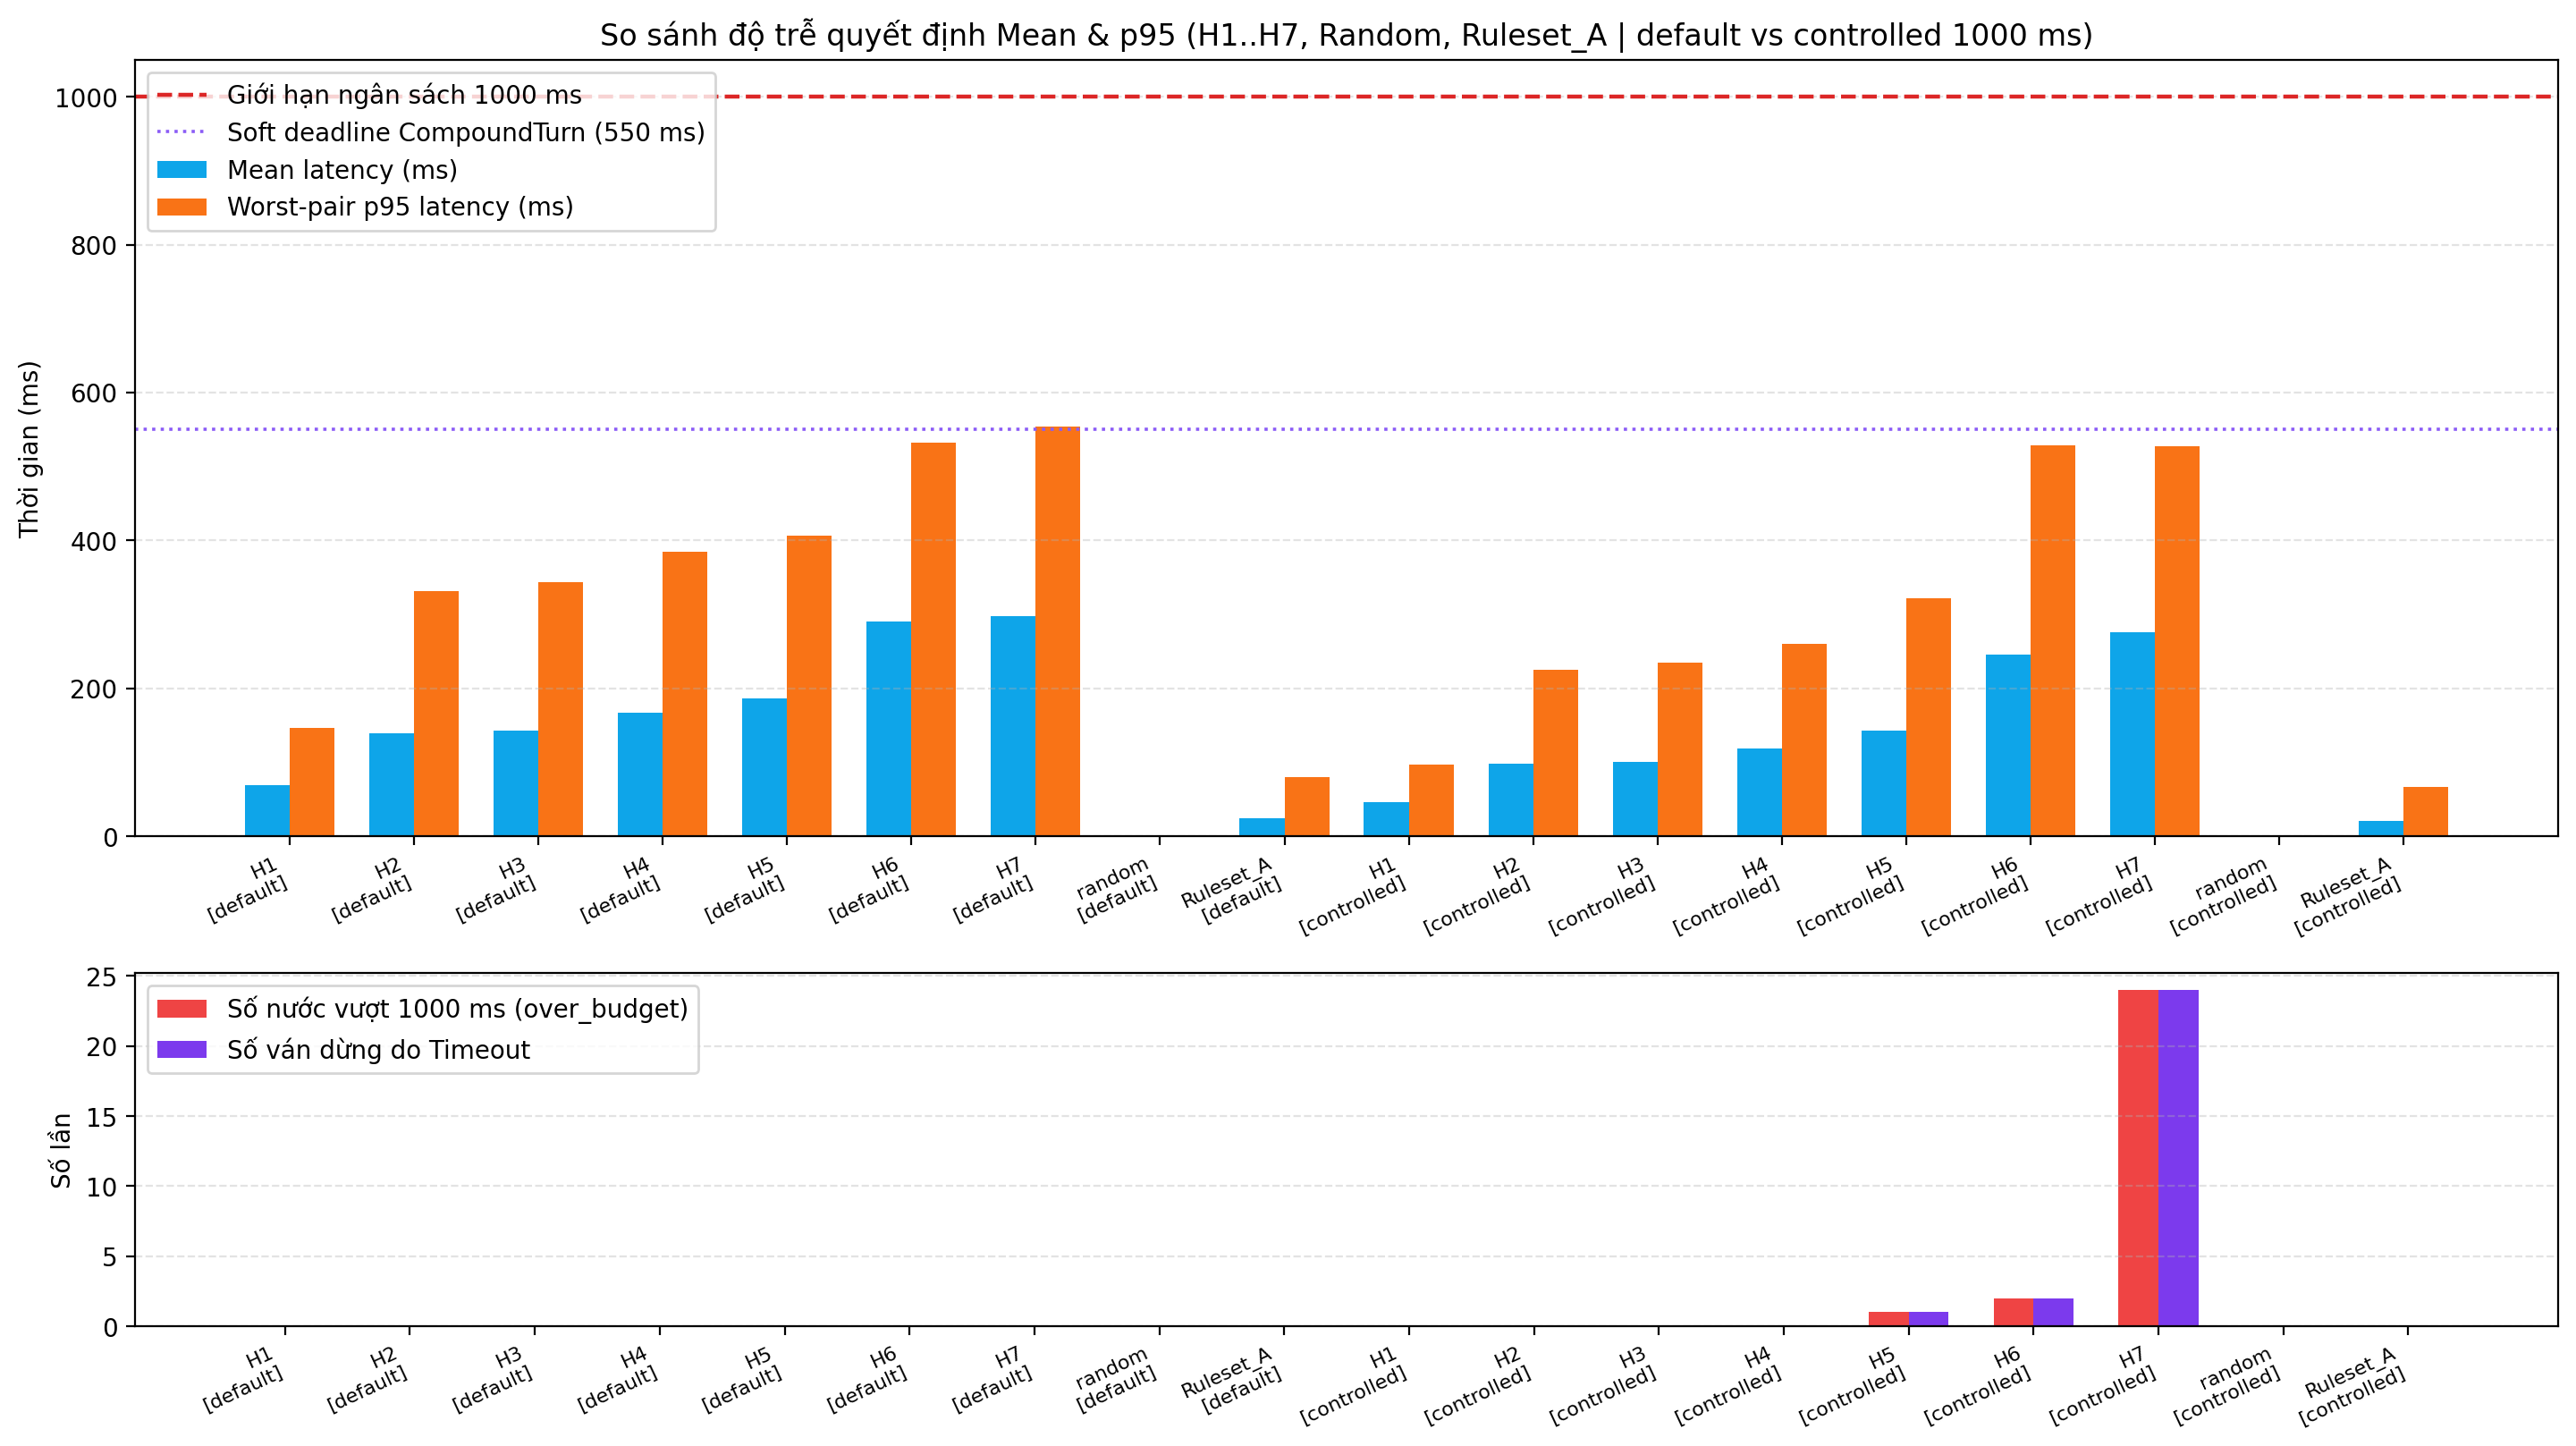 So sánh độ trễ quyết định Mean & p95 (H1..H7, Random, Ruleset_A | default vs controlled 1000 ms)
Giới hạn ngân sách 1000 ms
Soft deadline CompoundTurn (550 ms)
Mean latency (ms)
Worst-pair p95 latency (ms)
Thời gian (ms)
1000
800
600
400
200
0
H1
[default]
H2
[default]
H3
[default]
H4
[default]
H5
[default]
H6
[default]
H7
[default]
random
[default]
Ruleset_A
[default]
H1
[controlled]
H2
[controlled]
H3
[controlled]
H4
[controlled]
H5
[controlled]
H6
[controlled]
H7
[controlled]
random
[controlled]
Ruleset_A
[controlled]
Số nước vượt 1000 ms (over_budget)
Số ván dừng do Timeout
Số lần
25
20
15
10
5
0
H1
[default]
H2
[default]
H3
[default]
H4
[default]
H5
[default]
H6
[default]
H7
[default]
random
[default]
Ruleset_A
[default]
H1
[controlled]
H2
[controlled]
H3
[controlled]
H4
[controlled]
H5
[controlled]
H6
[controlled]
H7
[controlled]
random
[controlled]
Ruleset_A
[controlled]